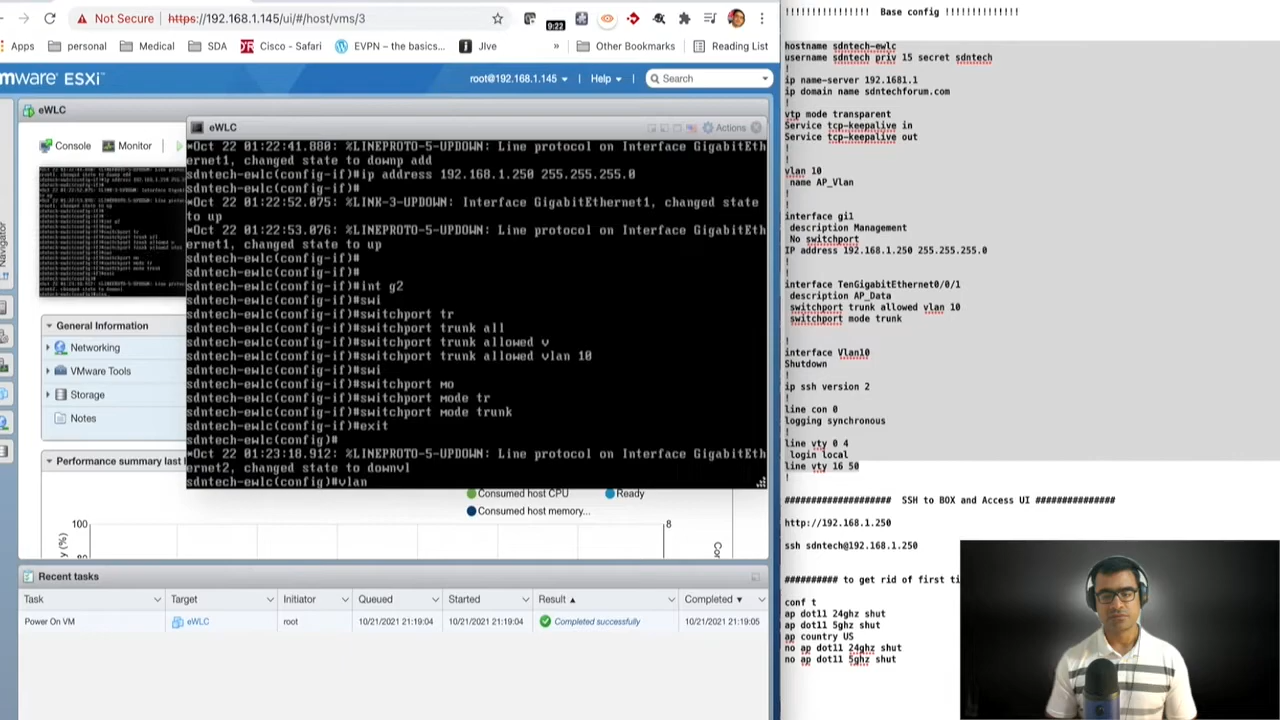 Not Secure
https://192.168.1.145/ui/#/host/vms/3
9:22
Apps
personal
Medical
SDA
Cisco - Safari
EVPN – the basics...
Jive
»
Other Bookmarks
Reading List
mware® ESXi™
root@192.168.1.145
Help
Search
Navigator
eWLC
Console
Monitor
eWLC
Actions
*Oct 22 01:22:41.880: %LINEPROTO-5-UPDOWN: Line protocol on Interface GigabitEth
ernet1, changed state to downp add
sdntech-ewlc(config-if)#ip address 192.168.1.250 255.255.255.0
sdntech-ewlc(config-if)#
*Oct 22 01:22:52.075: %LINK-3-UPDOWN: Interface GigabitEthernet1, changed state
to up
*Oct 22 01:22:53.076: %LINEPROTO-5-UPDOWN: Line protocol on Interface GigabitEth
ernet1, changed state to up
sdntech-ewlc(config-if)#
sdntech-ewlc(config-if)#
sdntech-ewlc(config-if)#int g2
sdntech-ewlc(config-if)#swi
sdntech-ewlc(config-if)#switchport tr
sdntech-ewlc(config-if)#switchport trunk all
sdntech-ewlc(config-if)#switchport trunk allowed v
sdntech-ewlc(config-if)#switchport trunk allowed vlan 10
sdntech-ewlc(config-if)#swi
sdntech-ewlc(config-if)#switchport mo
sdntech-ewlc(config-if)#switchport mode tr
sdntech-ewlc(config-if)#switchport mode trunk
sdntech-ewlc(config-if)#exit
sdntech-ewlc(config)#
*Oct 22 01:23:18.912: %LINEPROTO-5-UPDOWN: Line protocol on Interface GigabitEth
ernet2, changed state to downvl
sdntech-ewlc(config)#vlan
General Information
Networking
VMware Tools
Storage
Notes
Performance summary last
Consumed host CPU
Ready
Consumed host memory...
100
8
y (%)
Co
80
Recent tasks
Task
Target
Initiator
Queued
Started
Result ▲
Completed ▼
Power On VM
eWLC
root
10/21/2021 21:19:04
10/21/2021 21:19:04
Completed successfully
10/21/2021 21:19:05
!!!!!!!!!!!!!!! Base config !!!!!!!!!!!!!!
hostname sdntech-ewlc
username sdntech priv 15 secret sdntech
!
ip name-server 192.1681.1
ip domain name sdntechforum.com
!
vtp mode transparent
Service tcp-keepalive in
Service tcp-keepalive out
!
!
vlan 10
name AP_Vlan
!
!
interface gi1
description Management
No switchport
IP address 192.168.1.250 255.255.255.0
!
!
interface TenGigabitEthernet0/0/1
description AP_Data
switchport trunk allowed vlan 10
switchport mode trunk
!
interface Vlan10
Shutdown
!
ip ssh version 2
!
line con 0
logging synchronous
!
line vty 0 4
login local
line vty 16 50
!
#################### SSH to BOX and Access UI ###############
http://192.168.1.250
ssh sdntech@192.168.1.250
########## to get rid of first ti
conf t
ap dot11 24ghz shut
ap dot11 5ghz shut
ap country US
no ap dot11 24ghz shut
no ap dot11 5ghz shut